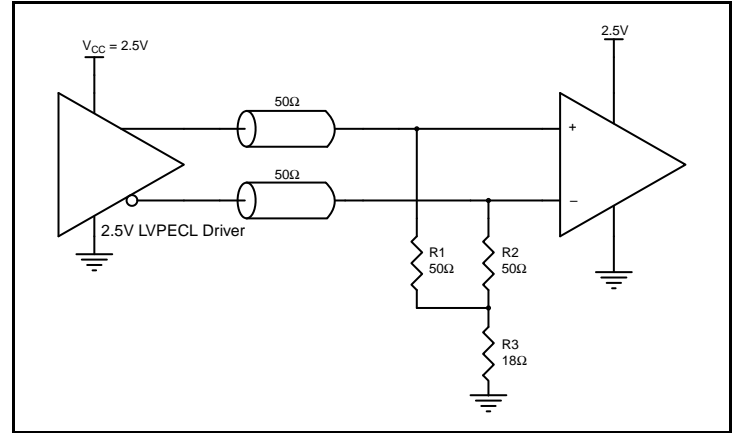 2.5V
V_CC = 2.5V
50Ω
+
50Ω
–
2.5V LVPECL Driver
R1
50Ω
R2
50Ω
R3
18Ω